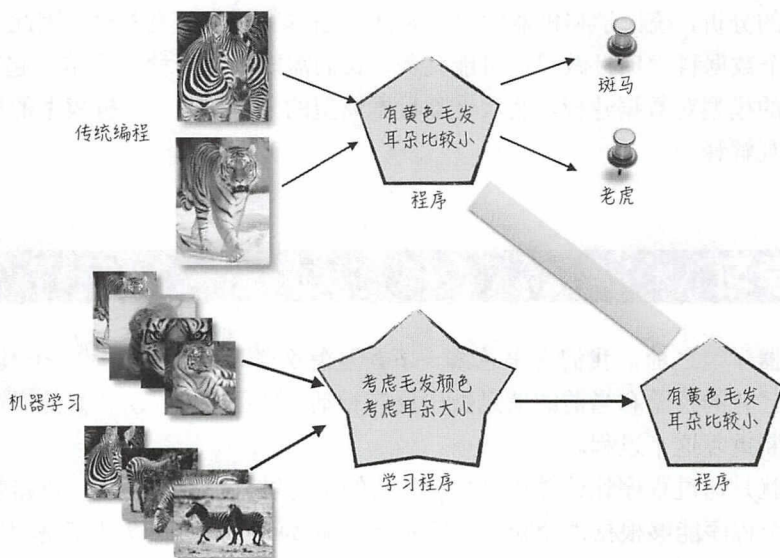 斑马
传统编程
有黄色毛发
耳朵比较小
程序
老虎
机器学习
考虑毛发颜色
考虑耳朵大小
学习程序
有黄色毛发
耳朵比较小
程序